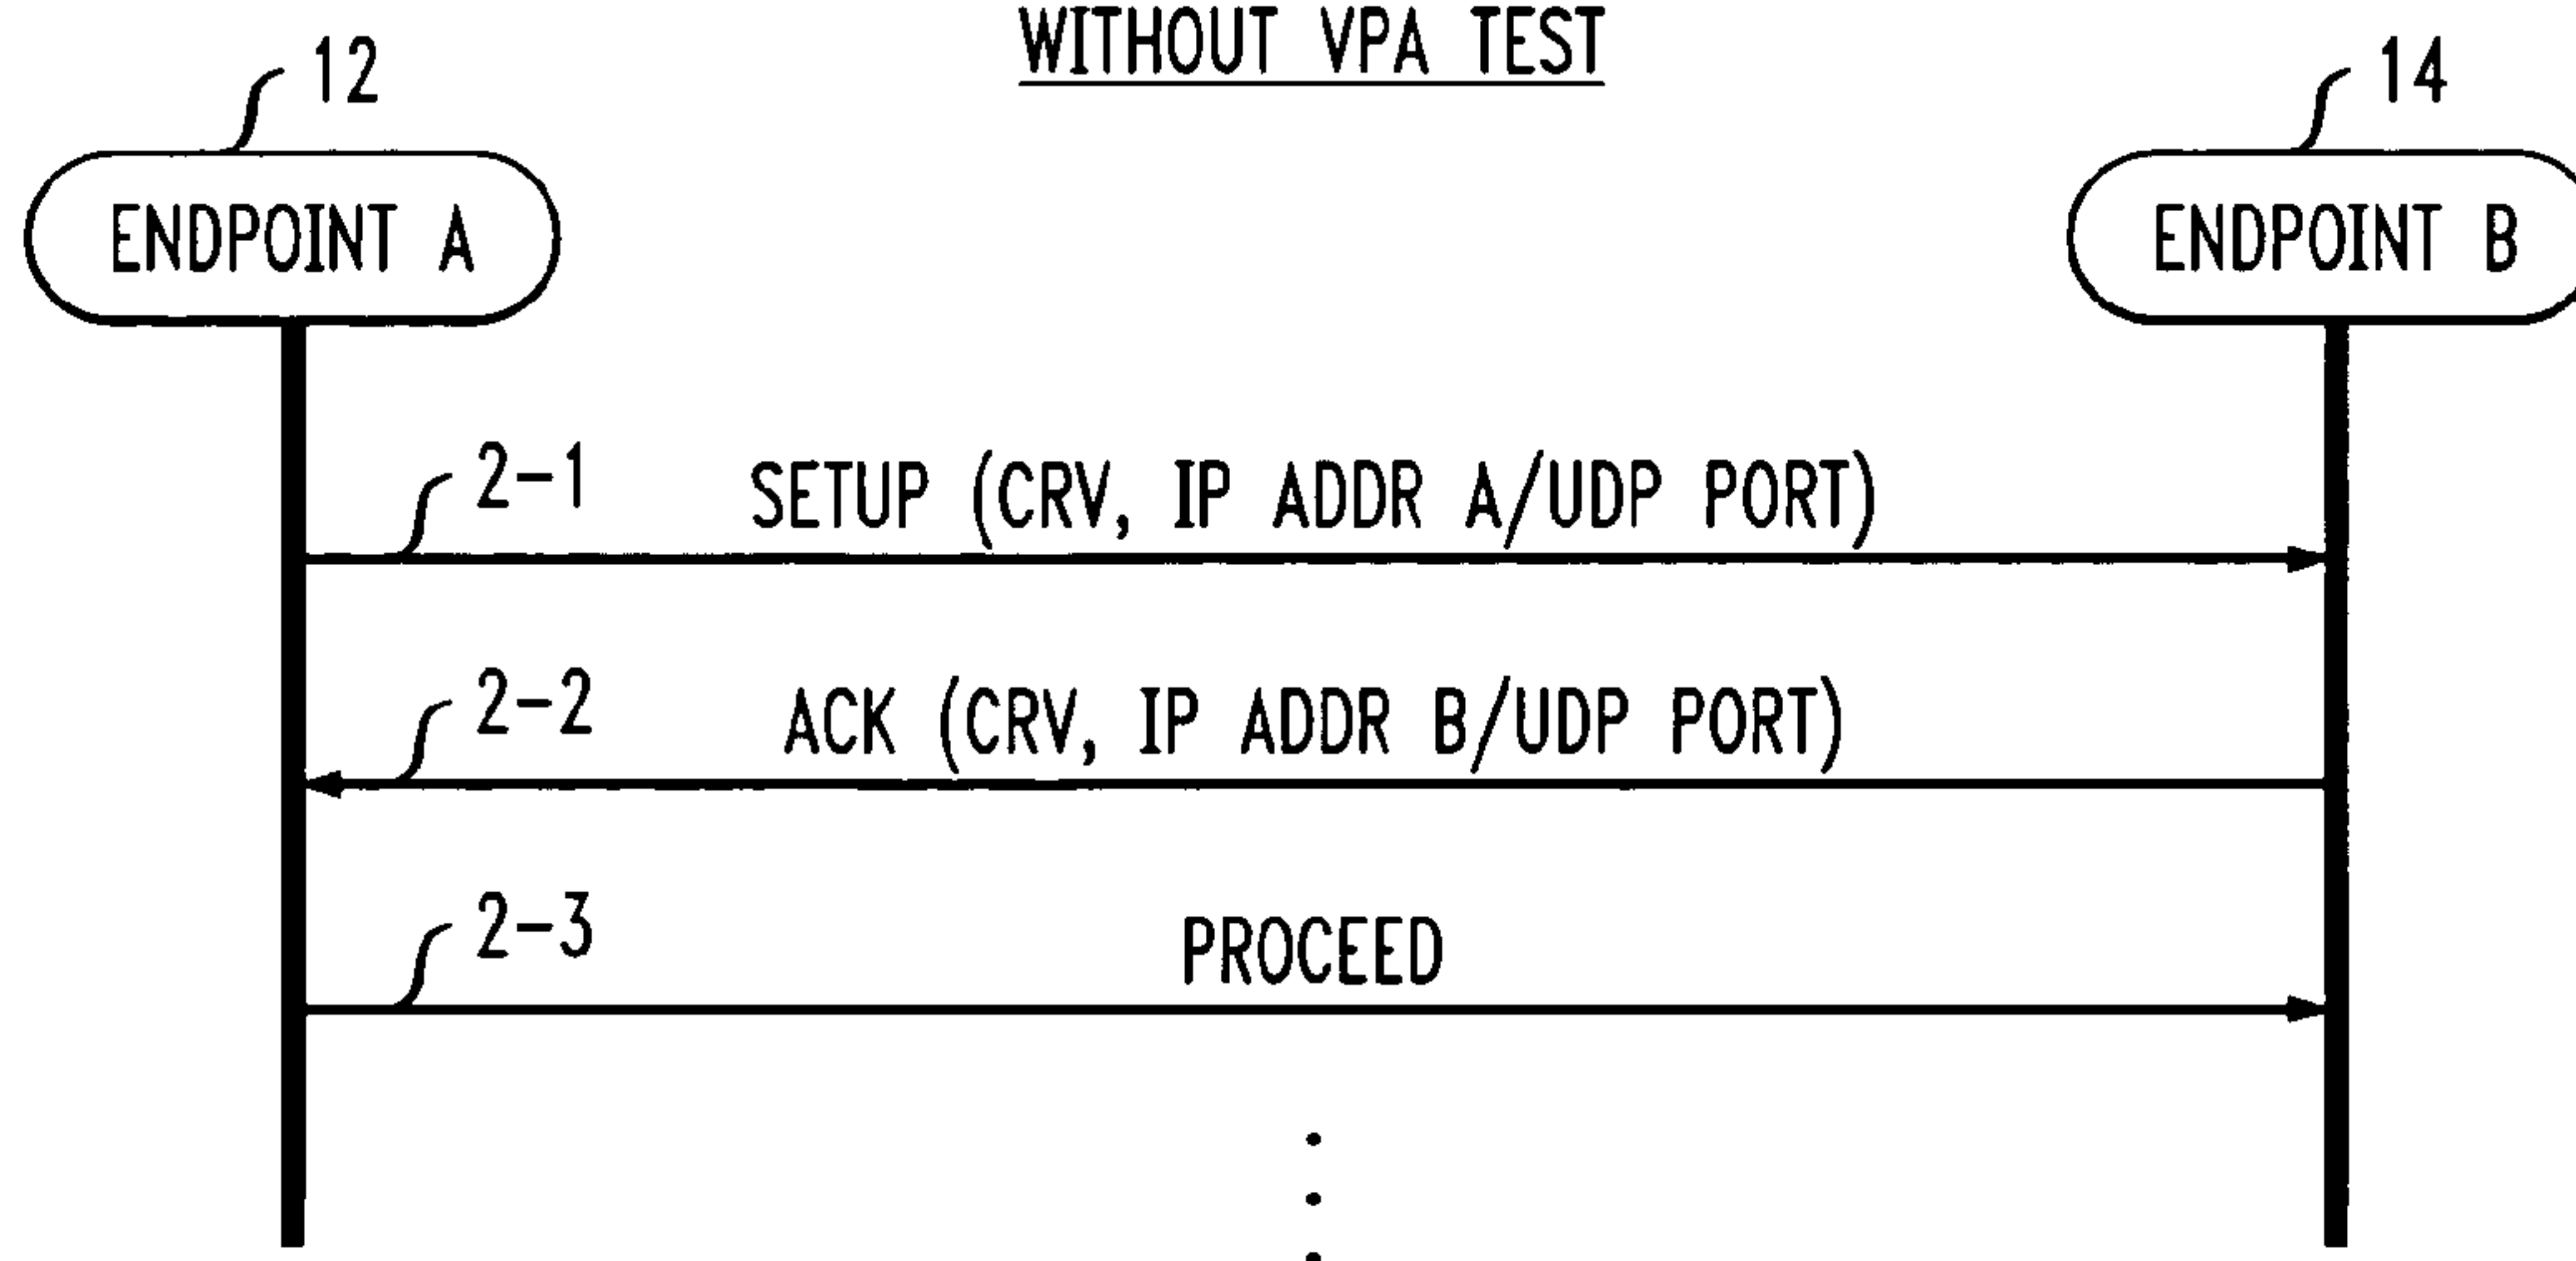 WITHOUT VPA TEST
12
14
ENDPOINT A
ENDPOINT B
2-1
SETUP (CRV, IP ADDR A/UDP PORT)
2-2
ACK (CRV, IP ADDR B/UDP PORT)
2-3
PROCEED